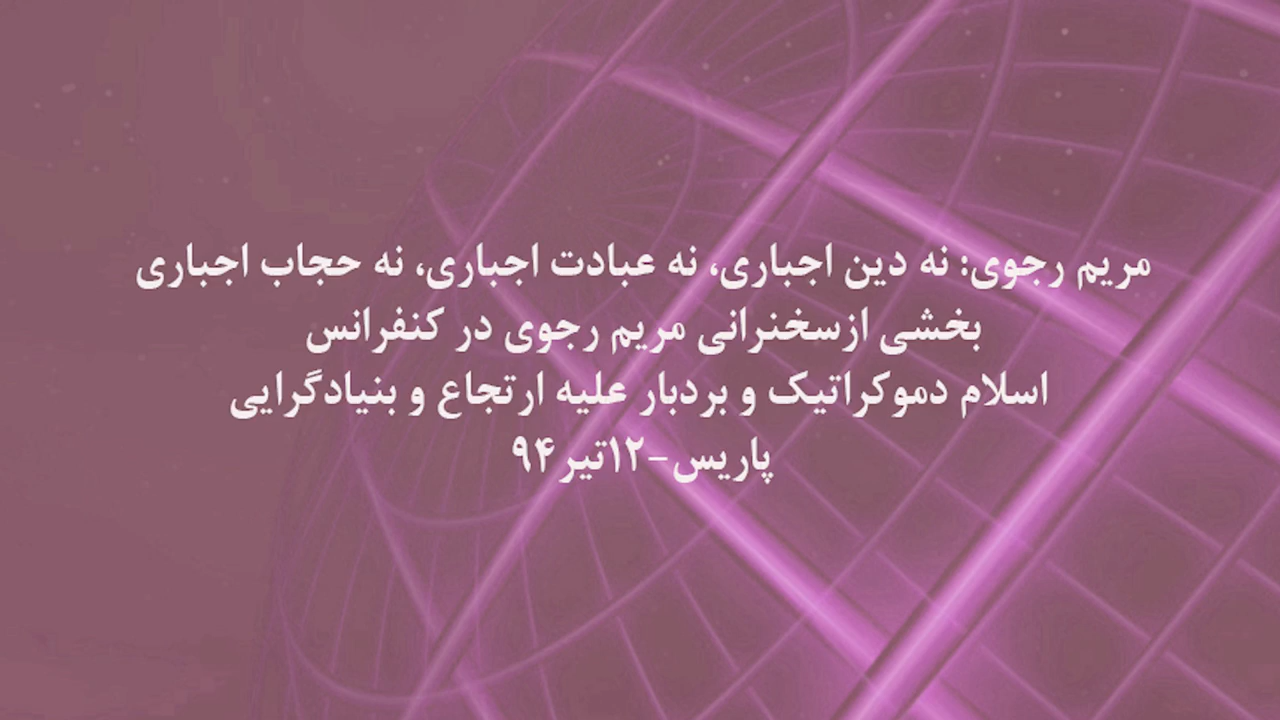 مریم رجوی: نه دین اجباری، نه عبادت اجباری، نه حجاب اجباری
بخشی ازسخنرانی مریم رجوی در کنفرانس
اسلام دموکراتیک و بردبار علیه ارتجاع و بنیادگرایی
پاریس-۱۲تیر۹۴